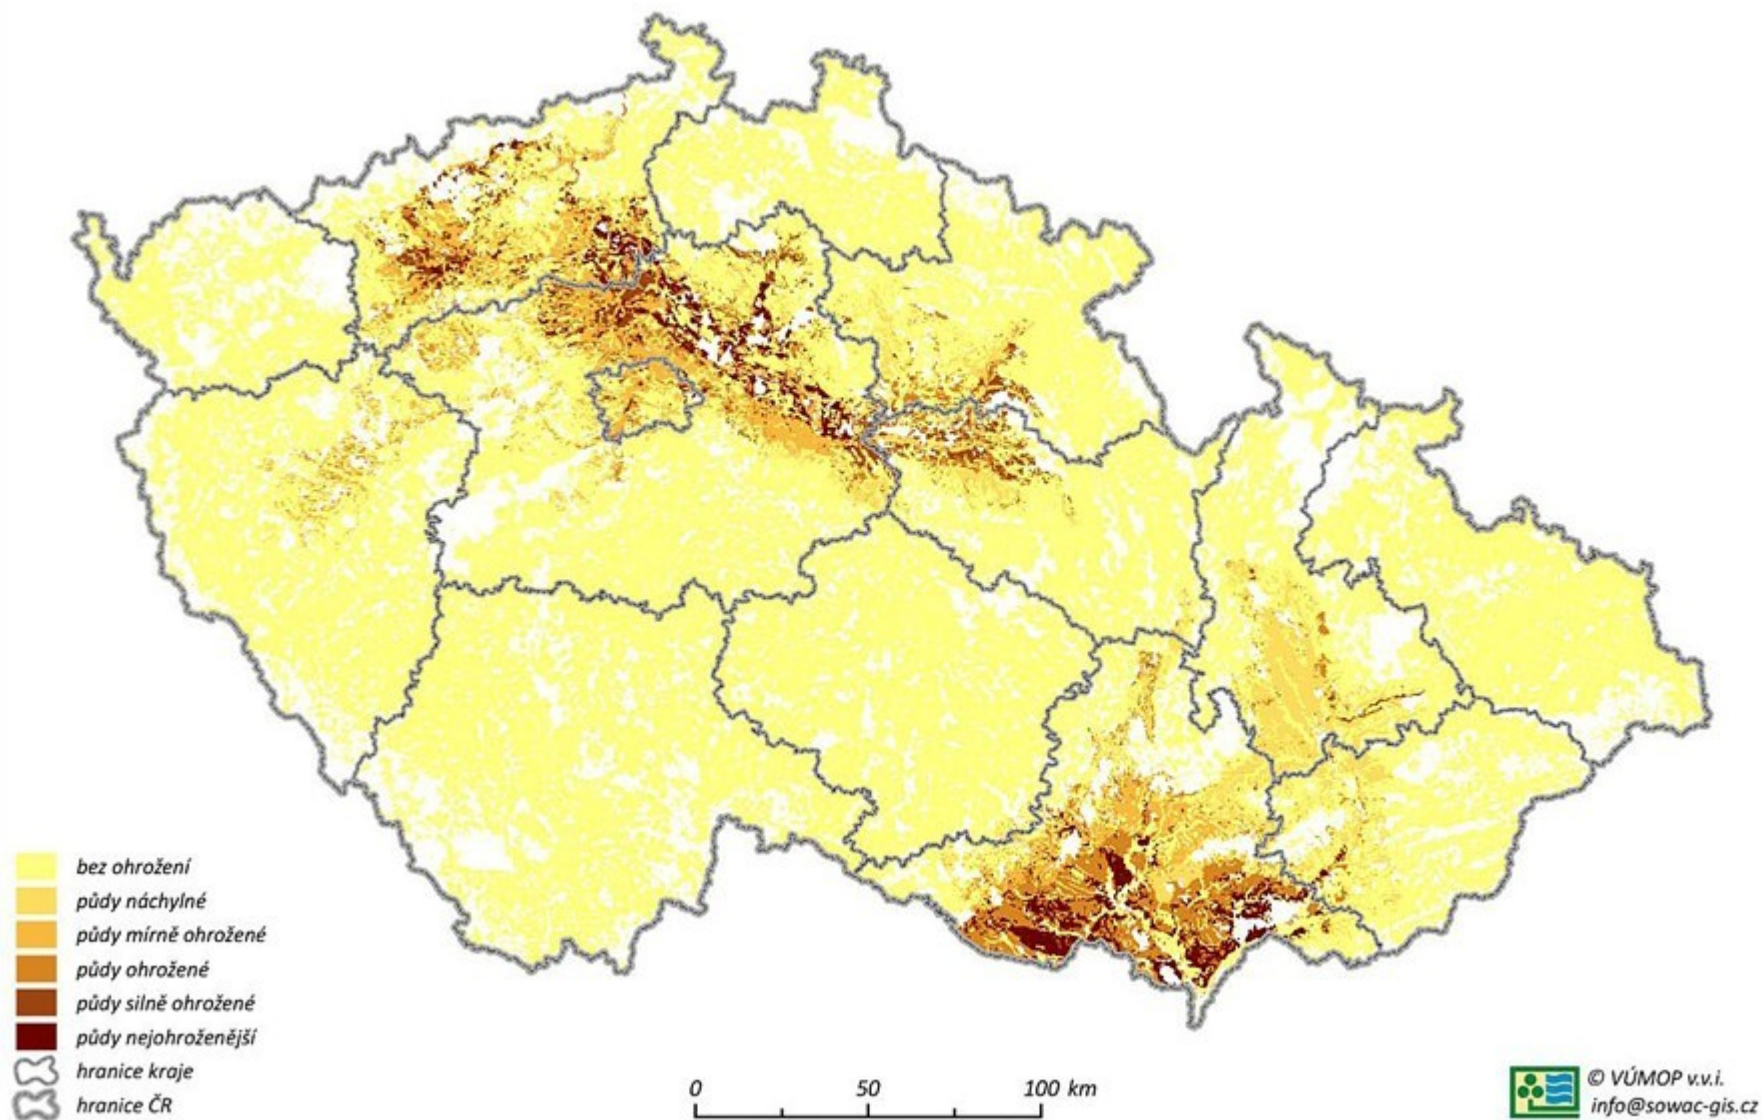 bez ohrožení
půdy náchylné
půdy mírně ohrožené
půdy ohrožené
půdy silně ohrožené
půdy nejohroženější
hranice kraje
hranice ČR
0 50 100 km
© VÚMOP v.v.i.
info@sowac-gis.cz